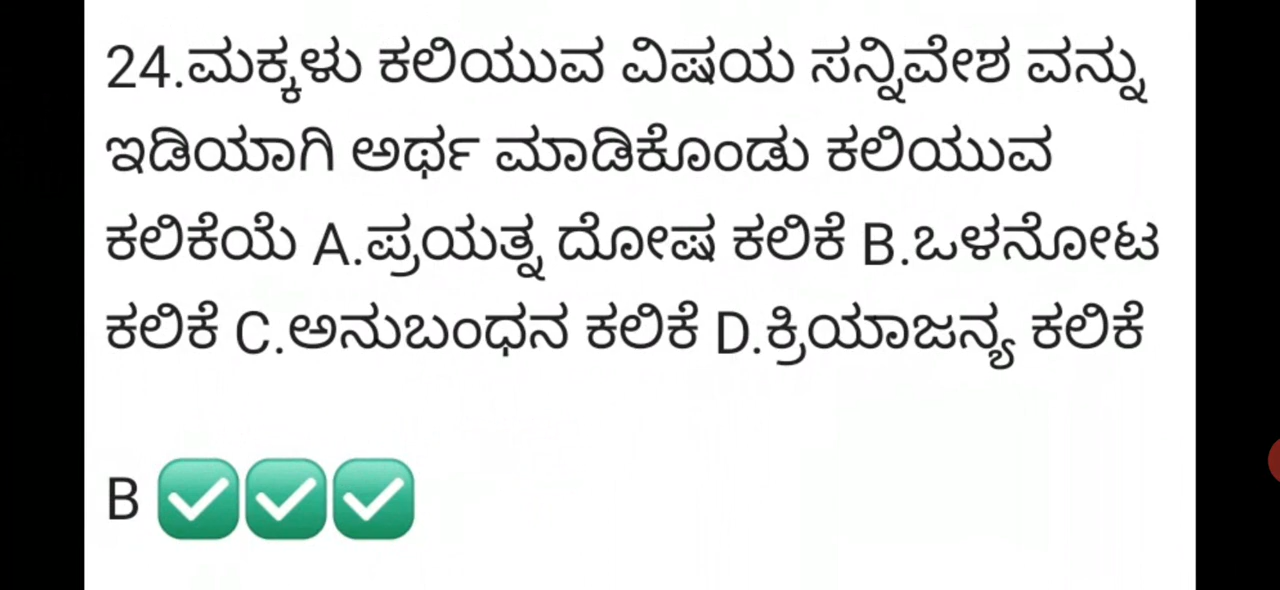 24.ಮಕ್ಕಳು ಕಲಿಯುವ ವಿಷಯ ಸನ್ನಿವೇಶ ವನ್ನು
ಇಡಿಯಾಗಿ ಅರ್ಥ ಮಾಡಿಕೊಂಡು ಕಲಿಯುವ
ಕಲಿಕೆಯೆ A.ಪ್ರಯತ್ನ ದೋಷ ಕಲಿಕೆ B.ಒಳನೋಟ
ಕಲಿಕೆ C.ಅನುಬಂಧನ ಕಲಿಕೆ D.ಕ್ರಿಯಾಜನ್ಯ ಕಲಿಕೆ
B ✅✅✅